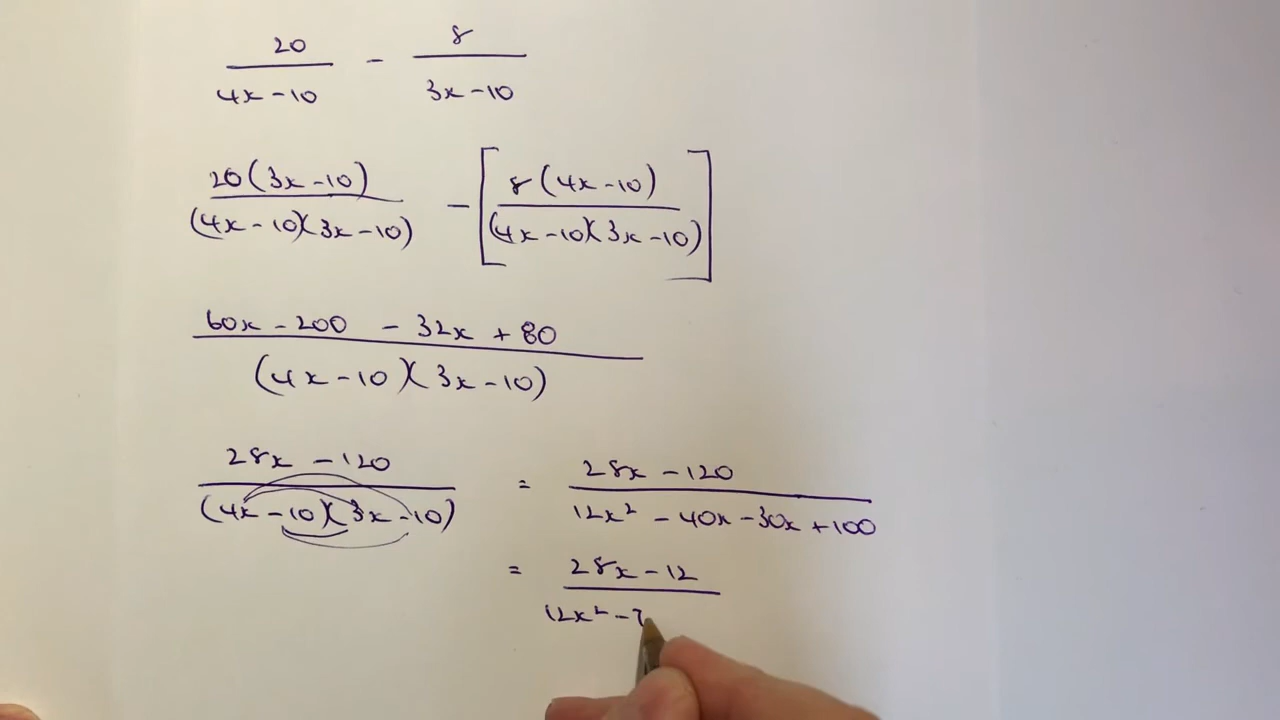 20/(4x-10) - 8/(3x-10)
20(3x-10)/(4x-10)(3x-10) - [8(4x-10)/(4x-10)(3x-10)]
60x-200 - 32x + 80/(4x-10)(3x-10)
28x - 120/(4x-10)(3x-10) = 28x - 120/12x² - 40x - 30x + 100
= 28x - 12/12x² - 7